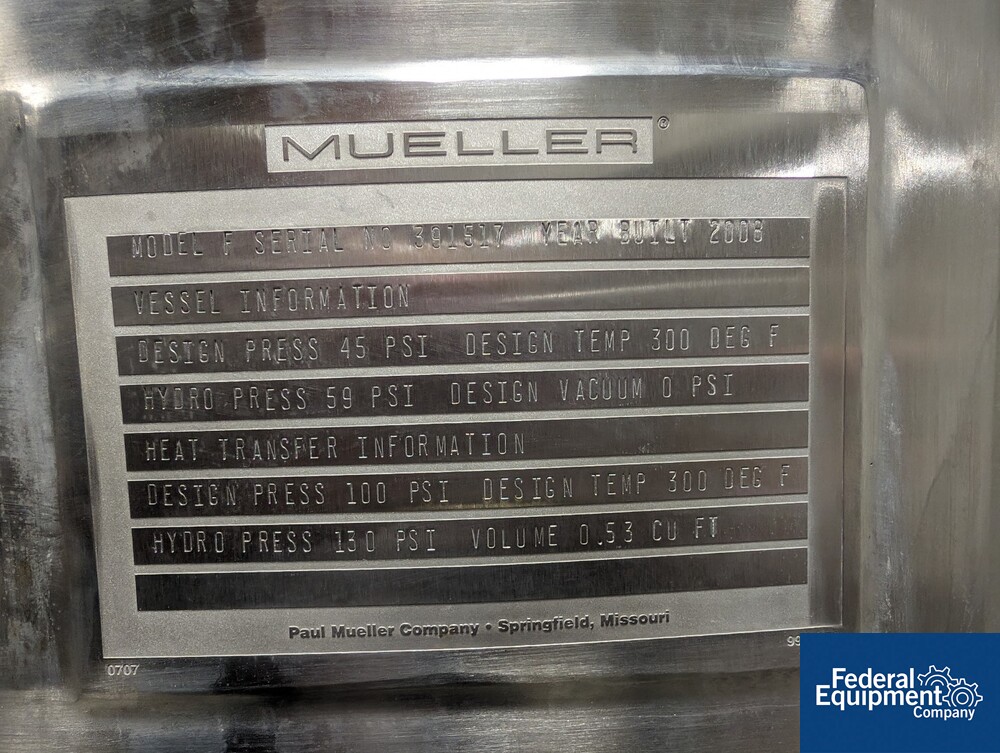 MUELLER®
MODEL F SERIAL NO 391517 YEAR BUILT 2008
VESSEL INFORMATION
DESIGN PRESS 45 PSI DESIGN TEMP 300 DEG F
HYDRO PRESS 59 PSI DESIGN VACUUM 0 PSI
HEAT TRANSFER INFORMATION
DESIGN PRESS 100 PSI DESIGN TEMP 300 DEG F
HYDRO PRESS 130 PSI VOLUME 0.53 CU FT
Paul Mueller Company • Springfield, Missouri
0707
Federal
Equipment
Company